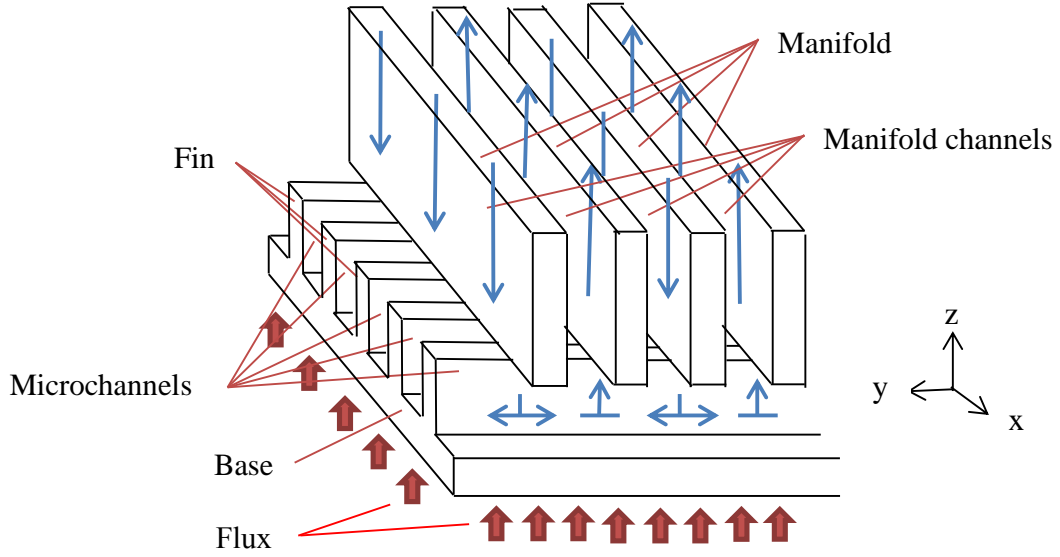 Manifold
Manifold channels
Fin
z
y
x
Microchannels
Base
Flux